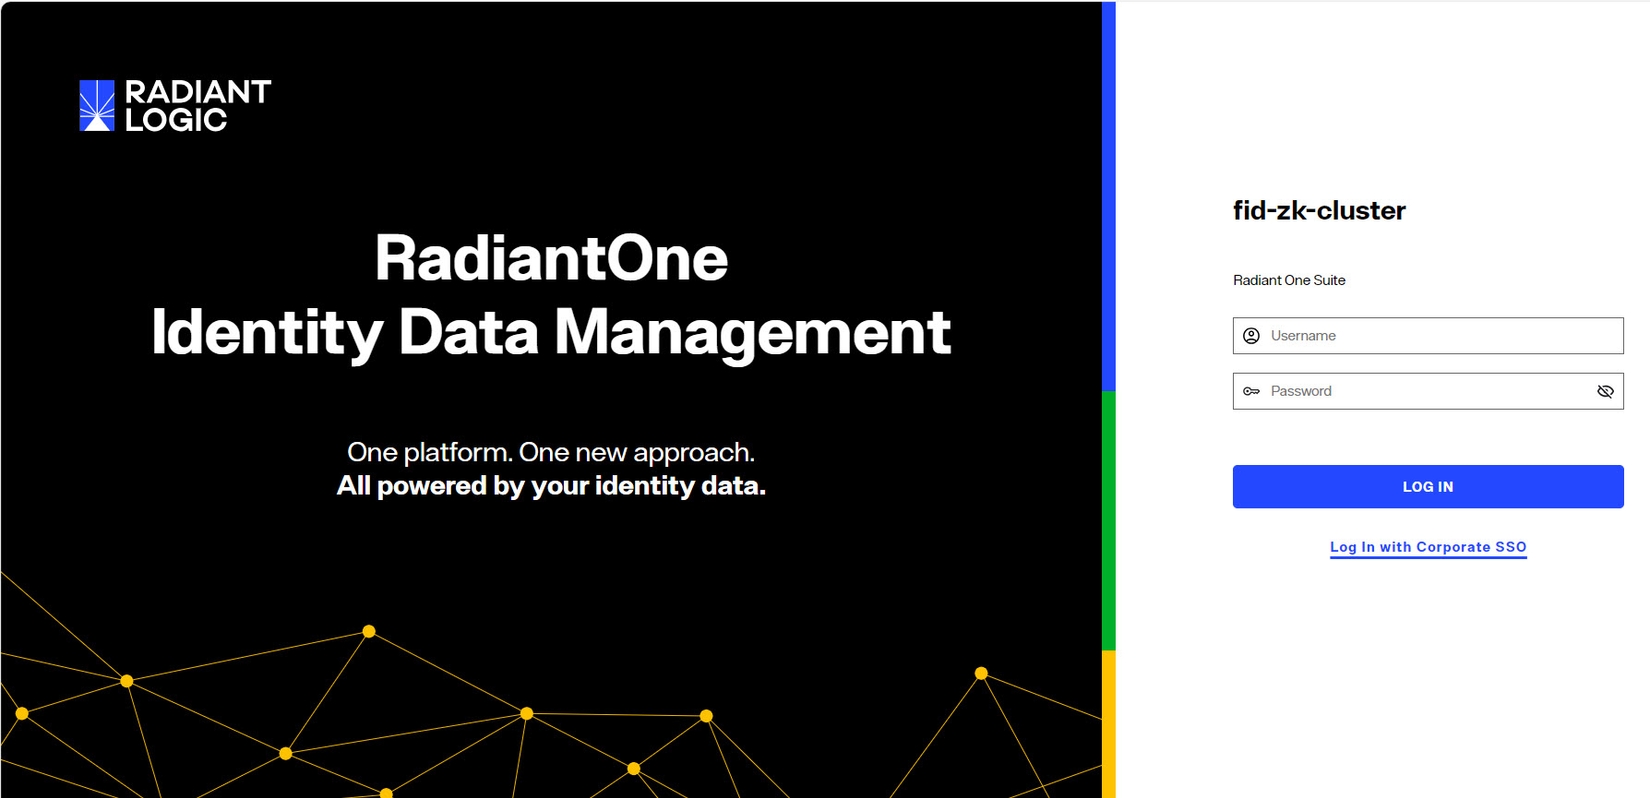 RADIANT
LOGIC
RadiantOne
Identity Data Management
One platform. One new approach.
All powered by your identity data.
fid-zk-cluster
Radiant One Suite
Username
Password
LOG IN
Log In with Corporate SSO